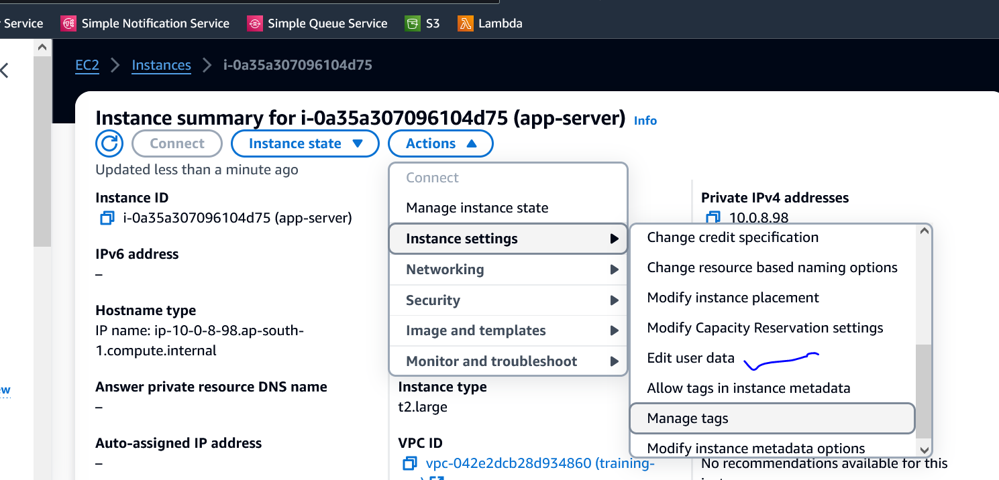 Service Simple Notification Service Simple Queue Service S3 Lambda
EC2 Instances i-0a35a307096104d75
Instance summary for i-0a35a307096104d75 (app-server) Info
Connect Instance state Actions
Updated less than a minute ago
Connect
Manage instance state
Instance settings
Networking
Security
Image and templates
Monitor and troubleshoot
Change credit specification
Change resource based naming options
Modify instance placement
Modify Capacity Reservation settings
Edit user data
Allow tags in instance metadata
Manage tags
Modify instance metadata options
Instance ID
i-0a35a307096104d75 (app-server)
Private IPv4 addresses
10.0.8.98
IPv6 address
–
Hostname type
IP name: ip-10-0-8-98.ap-south-
1.compute.internal
Answer private resource DNS name
–
Instance type
t2.large
Auto-assigned IP address
–
VPC ID
vpc-042e2dcb28d934860 (training-
No recommendations available for this